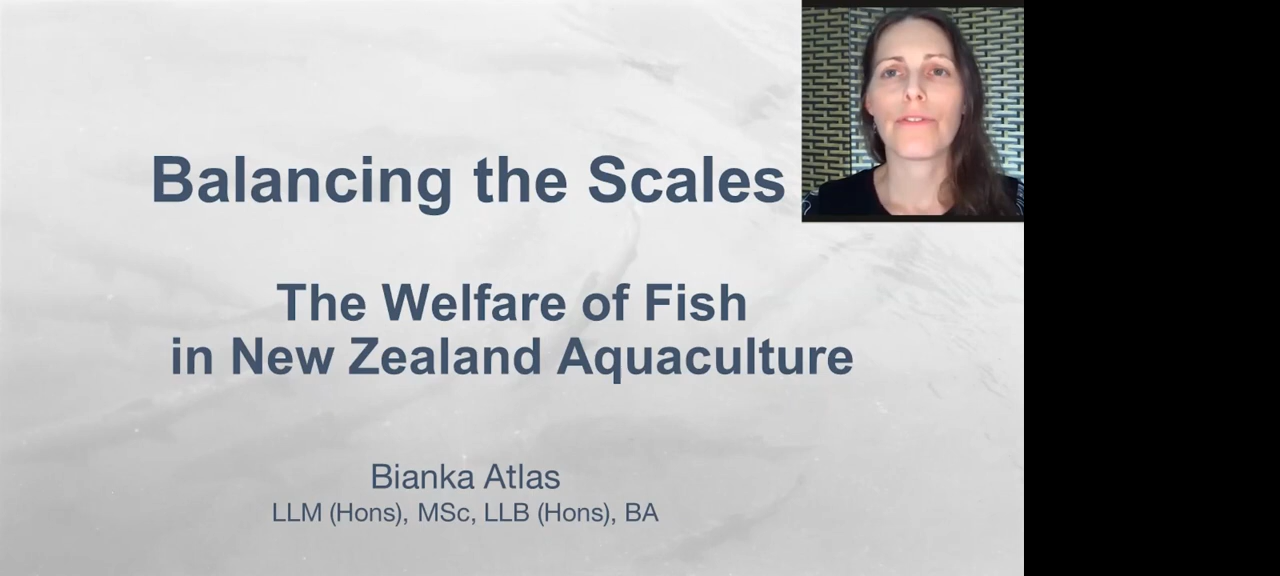 Balancing the Scales
The Welfare of Fish
in New Zealand Aquaculture
Bianka Atlas
LLM (Hons), MSc, LLB (Hons), BA